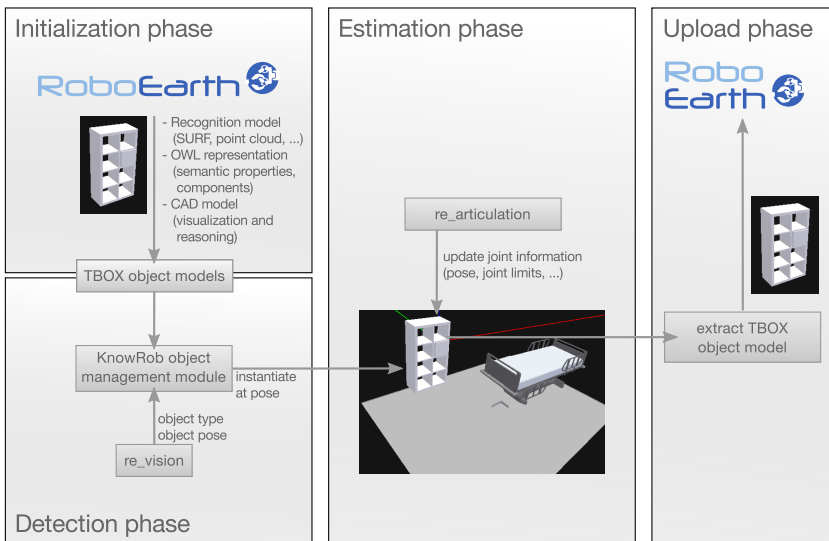 Initialization phase
RoboEarth
- Recognition model
(SURF, point cloud, ...)
- OWL representation
(semantic properties,
components)
- CAD model
(visualization and
reasoning)
TBOX object models
KnowRob object
management module
instantiate
at pose
object type
object pose
re_vision
Detection phase
Estimation phase
re_articulation
update joint information
(pose, joint limits, ...)
Upload phase
Robo
Earth
extract TBOX
object model